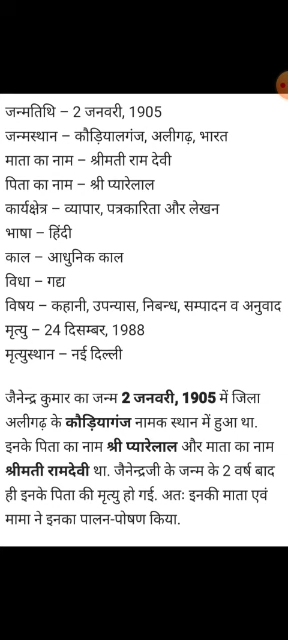 जन्मतिथि – 2 जनवरी, 1905
जन्मस्थान – कौड़ियालगंज, अलीगढ़, भारत
माता का नाम – श्रीमती राम देवी
पिता का नाम – श्री प्यारेलाल
कार्यक्षेत्र – व्यापार, पत्रकारिता और लेखन
भाषा – हिंदी
काल – आधुनिक काल
विधा – गद्य
विषय – कहानी, उपन्यास, निबन्ध, सम्पादन व अनुवाद
मृत्यु – 24 दिसम्बर, 1988
मृत्युस्थान – नई दिल्ली
जैनेन्द्र कुमार का जन्म 2 जनवरी, 1905 में जिला
अलीगढ़ के कौड़ियागंज नामक स्थान में हुआ था.
इनके पिता का नाम श्री प्यारेलाल और माता का नाम
श्रीमती रामदेवी था. जैनेन्द्रजी के जन्म के 2 वर्ष बाद
ही इनके पिता की मृत्यु हो गई. अतः इनकी माता एवं
मामा ने इनका पालन-पोषण किया.